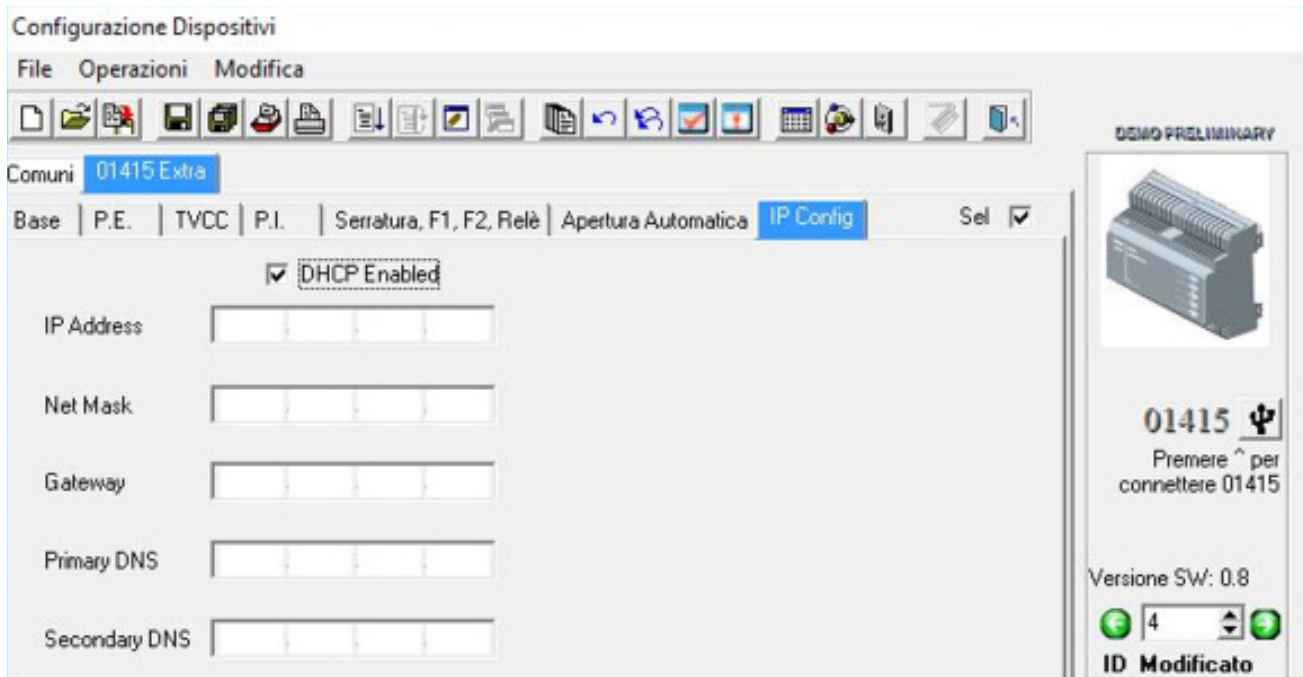 Configurazione Dispositivi
File Operazioni Modifica
DEMO PRELIMINARY
Comuni 01415 Extra
Base P.E. TVCC P.I. Serratura, F1, F2, Relè Apertura Automatica IP Config Sel
DHCP Enabled
IP Address
Net Mask
Gateway
Primary DNS
Secondary DNS
01415
Premere ^ per
connettere 01415
Versione SW: 0.8
4
ID Modificato